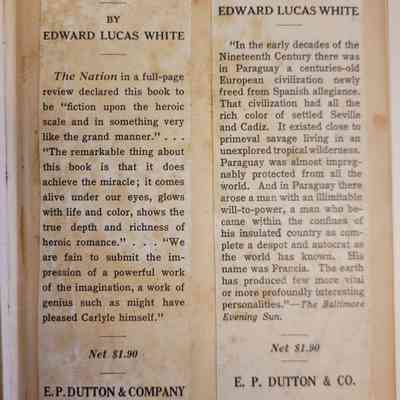 BY
EDWARD LUCAS WHITE
The Nation in a full-page
review declared this book to
be "fiction upon the heroic
scale and in something very
like the grand manner." . . .
"The remarkable thing about
this book is that it does
achieve the miracle; it comes
alive under our eyes, glows
with life and color, shows the
true depth and richness of
heroic romance." . . . "We
are fain to submit the im-
pression of a powerful work
of the imagination, a work of
genius such as might have
pleased Carlyle himself."
Net $1.90
E. P. DUTTON & COMPANY
EDWARD LUCAS WHITE
"In the early decades of the
Nineteenth Century there was
in Paraguay a centuries-old
European civilization newly
freed from Spanish allegiance.
That civilization had all the
rich color of settled Seville
and Cadiz. It existed close to
primeval savage living in an
unexplored tropical wilderness.
Paraguay was almost impreg-
nably protected from all the
world. And in Paraguay there
arose a man with an illimitable
will-to-power, a man who be-
came within the confines of
his insulated country as com-
plete a despot and autocrat as
the world has known. His
name was Francia. The earth
has produced few more vital
or more profoundly interesting
personalities."—The Baltimore
Evening Sun.
Net $1.90
E. P. DUTTON & CO.